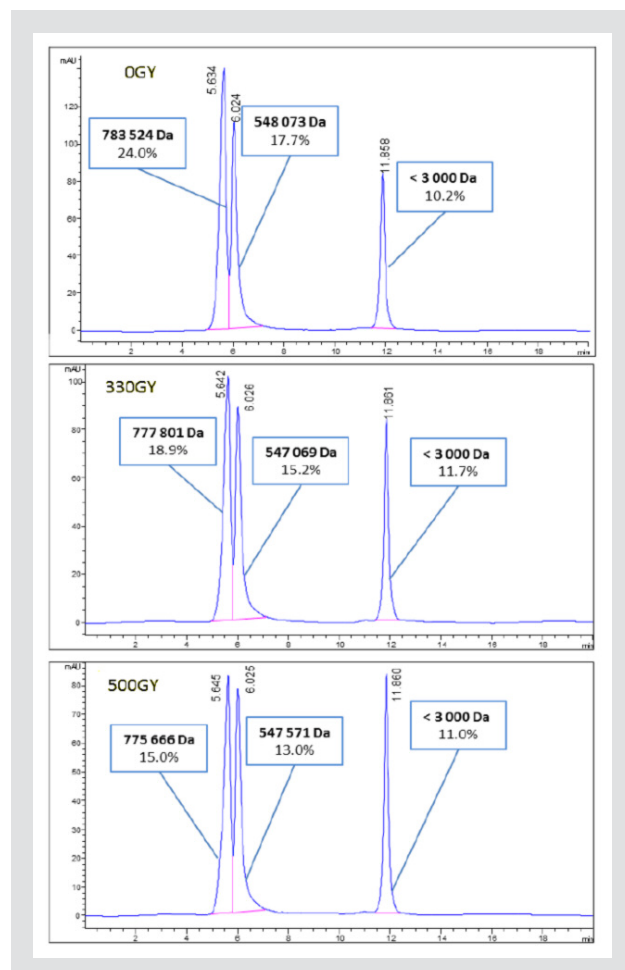 mAU
0GY
5.634
6.024
783 524 Da
24.0%
548 073 Da
17.7%
11.858
< 3 000 Da
10.2%
120
100
80
60
40
20
0
2 4 6 8 10 12 14 16 18 min
mAU
330GY
5.642
6.026
777 801 Da
18.9%
547 069 Da
15.2%
11.861
< 3 000 Da
11.7%
100
80
60
40
20
0
2 4 6 8 10 12 14 16 18 min
mAU
500GY
5.645
6.025
775 666 Da
15.0%
547 571 Da
13.0%
11.860
< 3 000 Da
11.0%
80
70
60
50
40
30
20
10
0
2 4 6 8 10 12 14 16 18 min